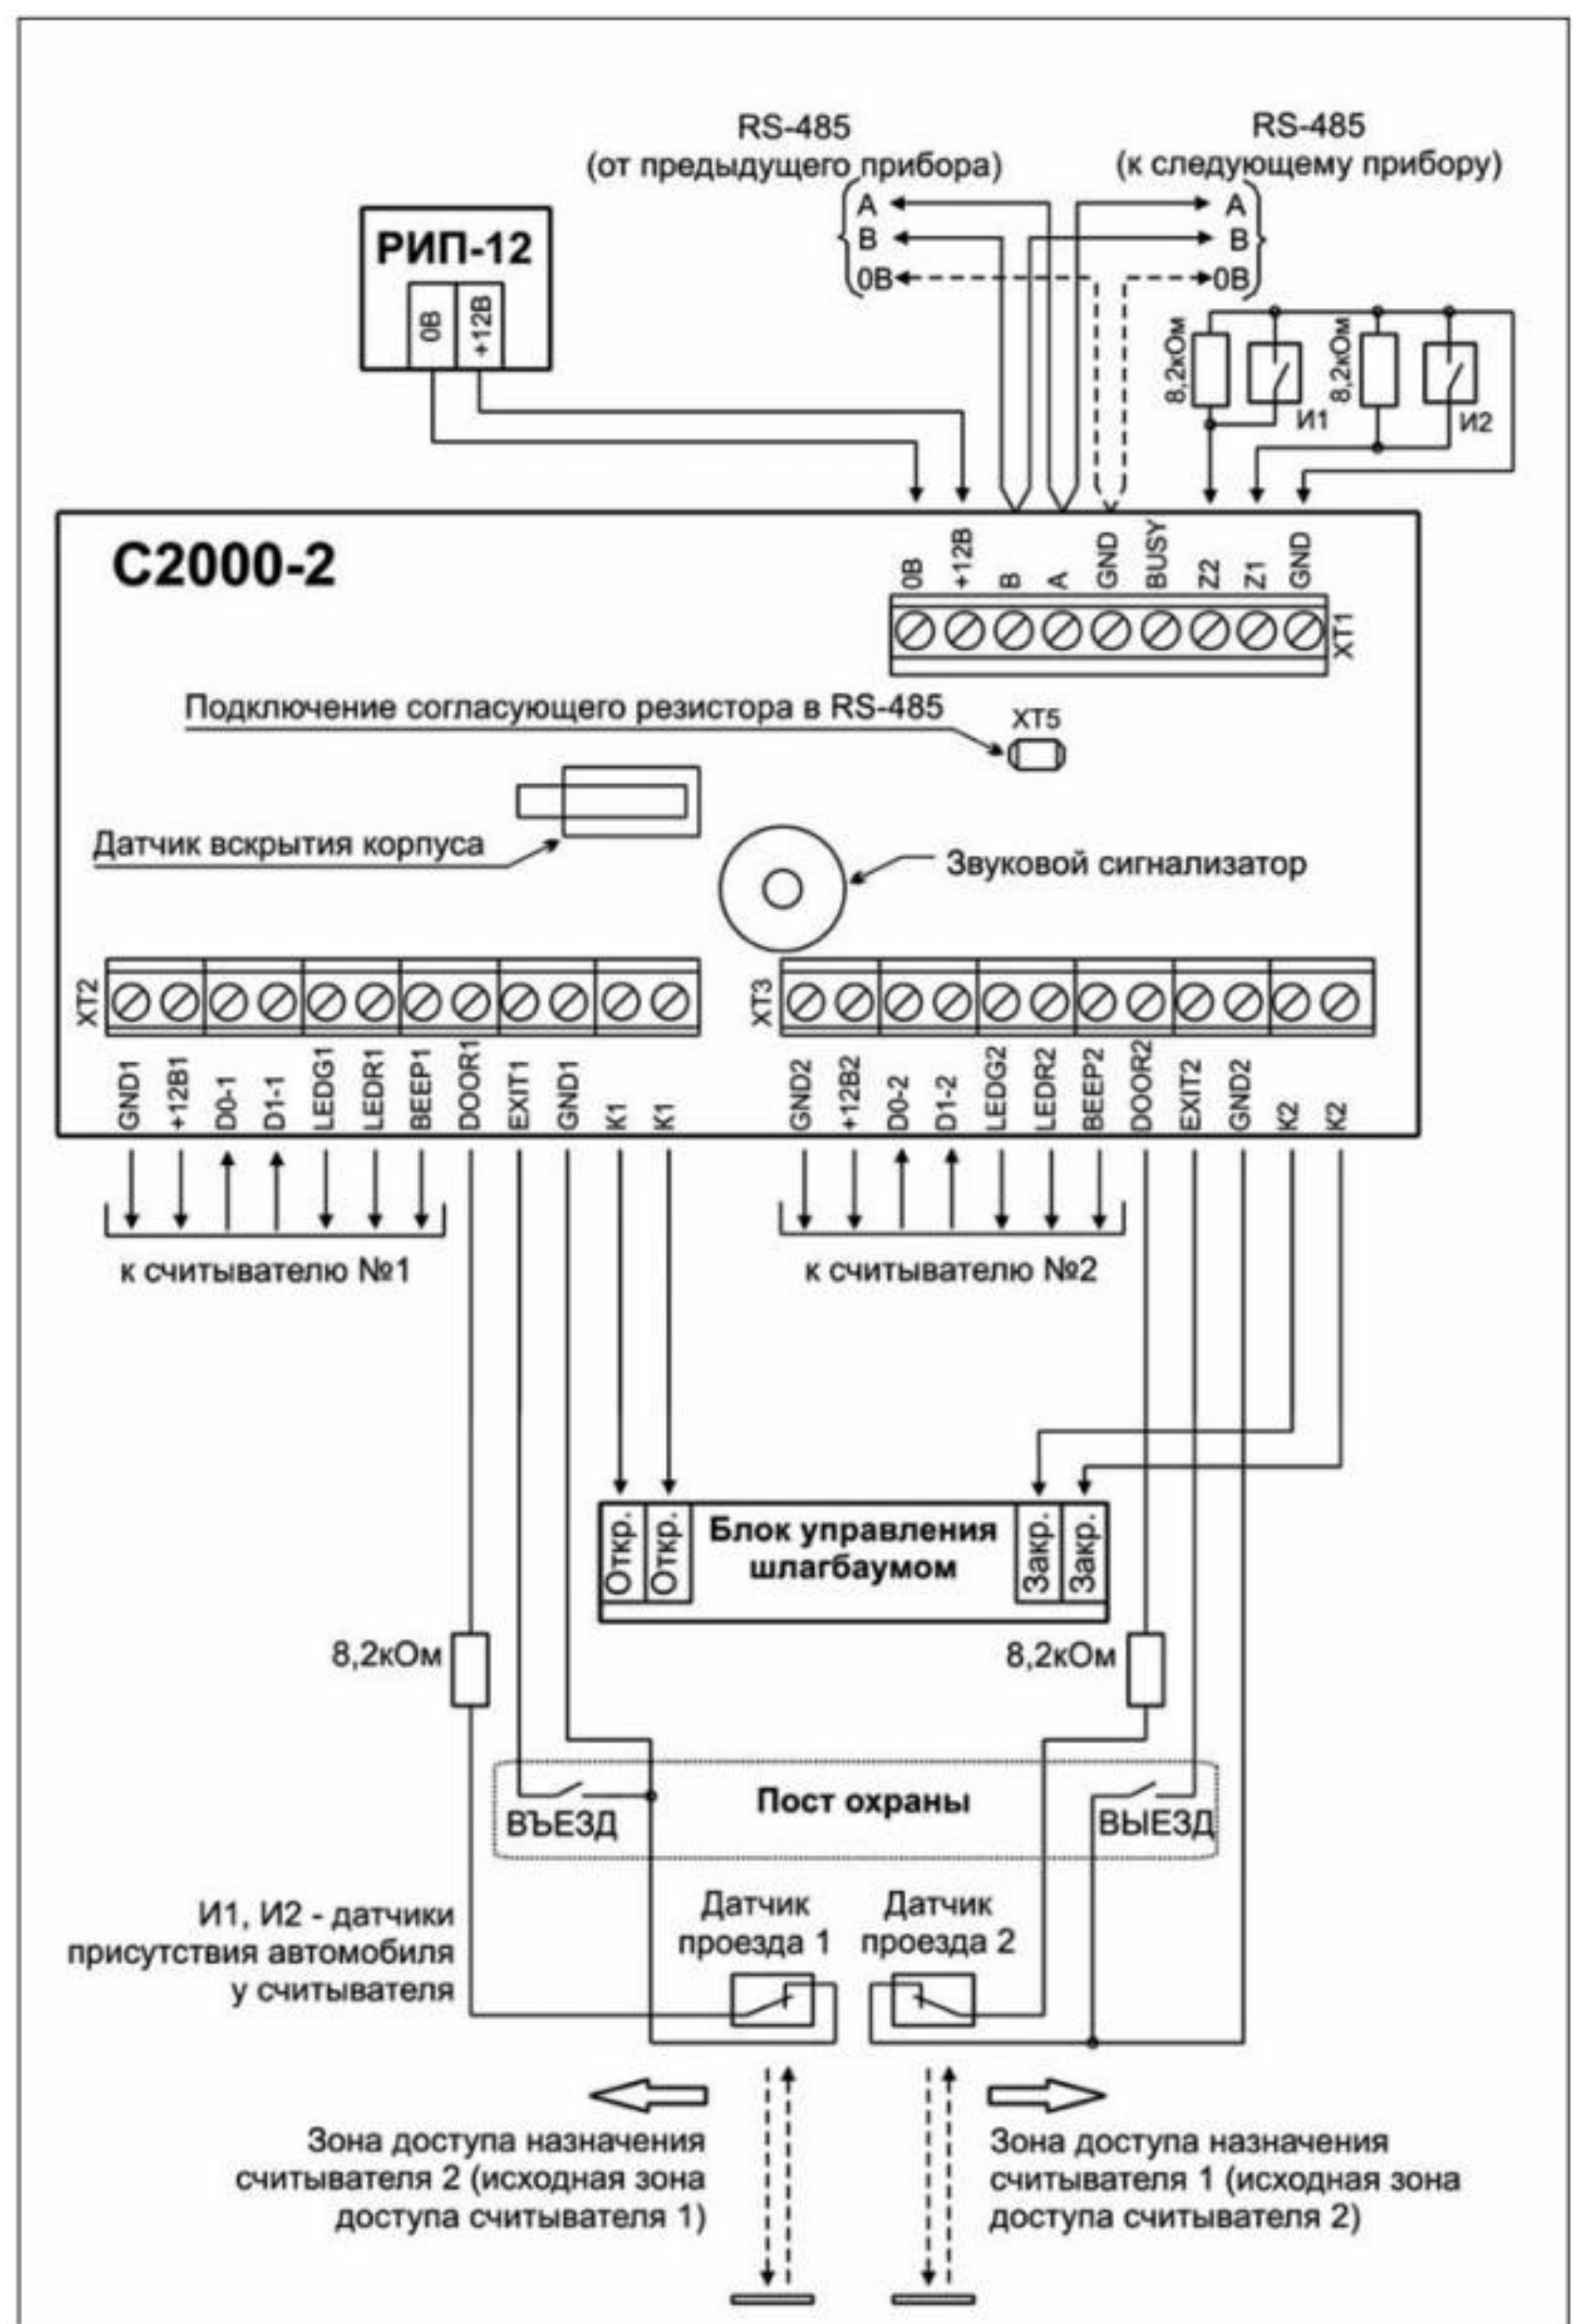 RS-485
(от предыдущего прибора)
RS-485
(к следующему прибору)
A
B
0В
A
B
0В
РИП-12
0В
+12В
8,2кОм
И1
8,2кОм
И2
С2000-2
0В
+12В
B
A
GND
BUSY
Z2
Z1
GND
XT1
Подключение согласующего резистора в RS-485
XT5
Датчик вскрытия корпуса
Звуковой сигнализатор
XT2
XT3
GND1
+12В1
D0-1
D1-1
LEDG1
LEDR1
BEEP1
DOOR1
EXIT1
GND1
К1
К1
GND2
+12В2
D0-2
D1-2
LEDG2
LEDR2
BEEP2
DOOR2
EXIT2
GND2
К2
К2
к считывателю №1
к считывателю №2
Откр.
Откр.
Блок управления
шлагбаумом
Закр.
Закр.
8,2кОм
8,2кОм
Пост охраны
ВЪЕЗД
ВЫЕЗД
И1, И2 - датчики
присутствия автомобиля
у считывателя
Датчик
проезда 1
Датчик
проезда 2
Зона доступа назначения
считывателя 2 (исходная зона
доступа считывателя 1)
Зона доступа назначения
считывателя 1 (исходная зона
доступа считывателя 2)